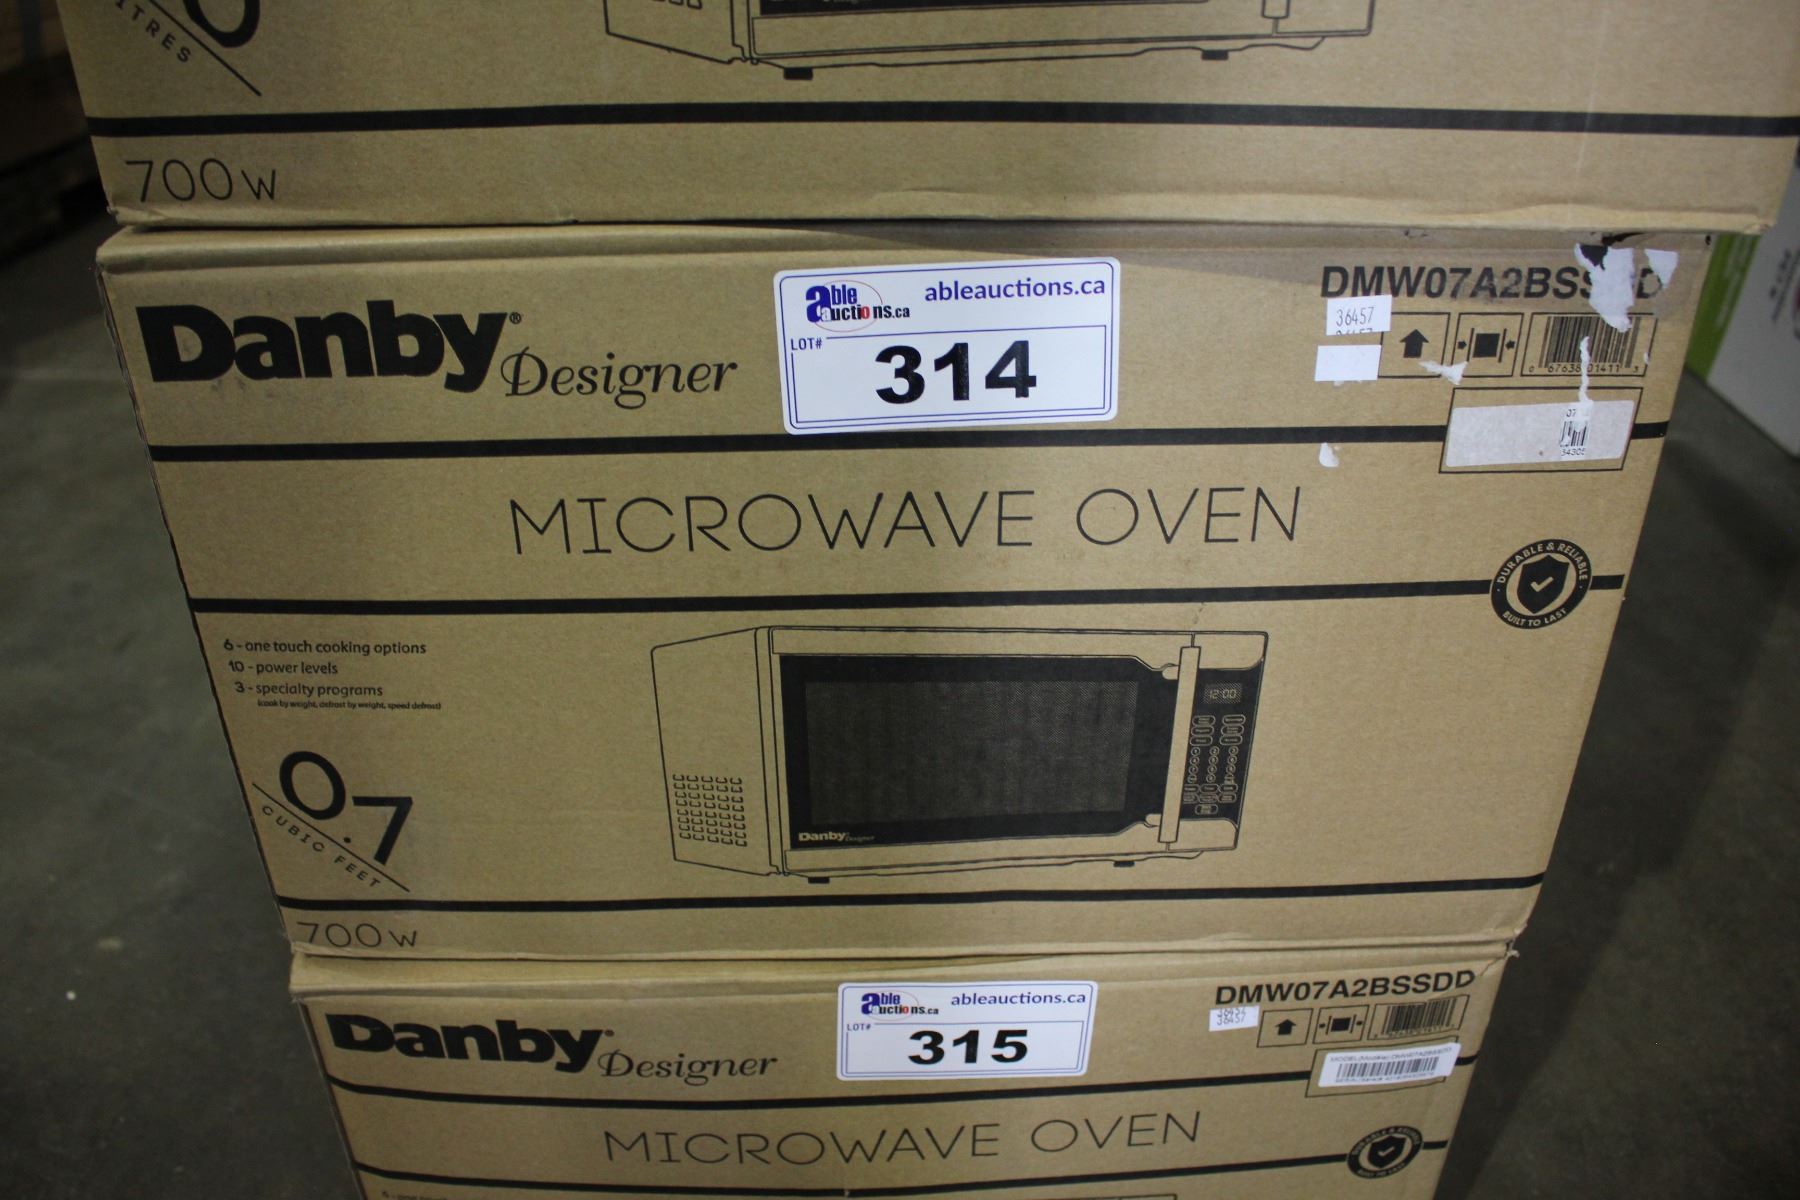 700W
Danby® Designer
able auctions.ca
ableauctions.ca
LOT#
314
36457
MICROWAVE OVEN
DURABLE & RELIABLE
BUILT TO LAST
6 - one touch cooking options
10 - power levels
3 - specialty programs
(cook by weight, defrost by weight, speed defrost)
12:00
Danby Designer
0.7
CUBIC FEET
700W
Danby® Designer
able auctions.ca
ableauctions.ca
LOT#
315
DMW07A2BSSDD
36457
MICROWAVE OVEN